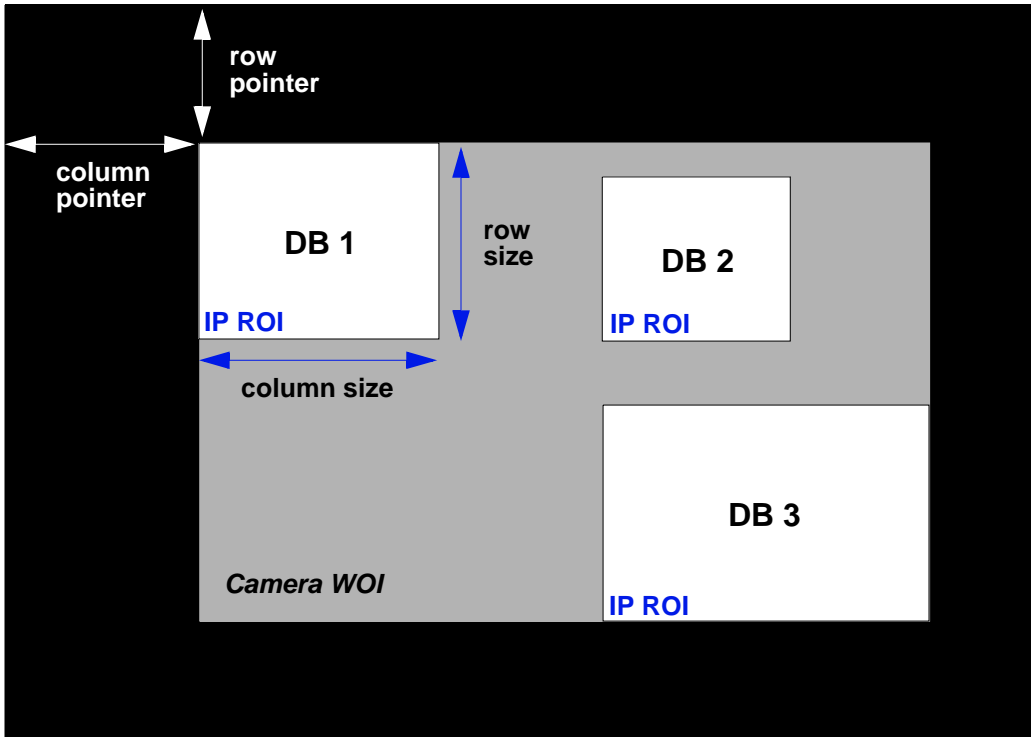 row
pointer
column
pointer
DB 1
row
size
DB 2
IP ROI
IP ROI
column size
DB 3
Camera WOI
IP ROI